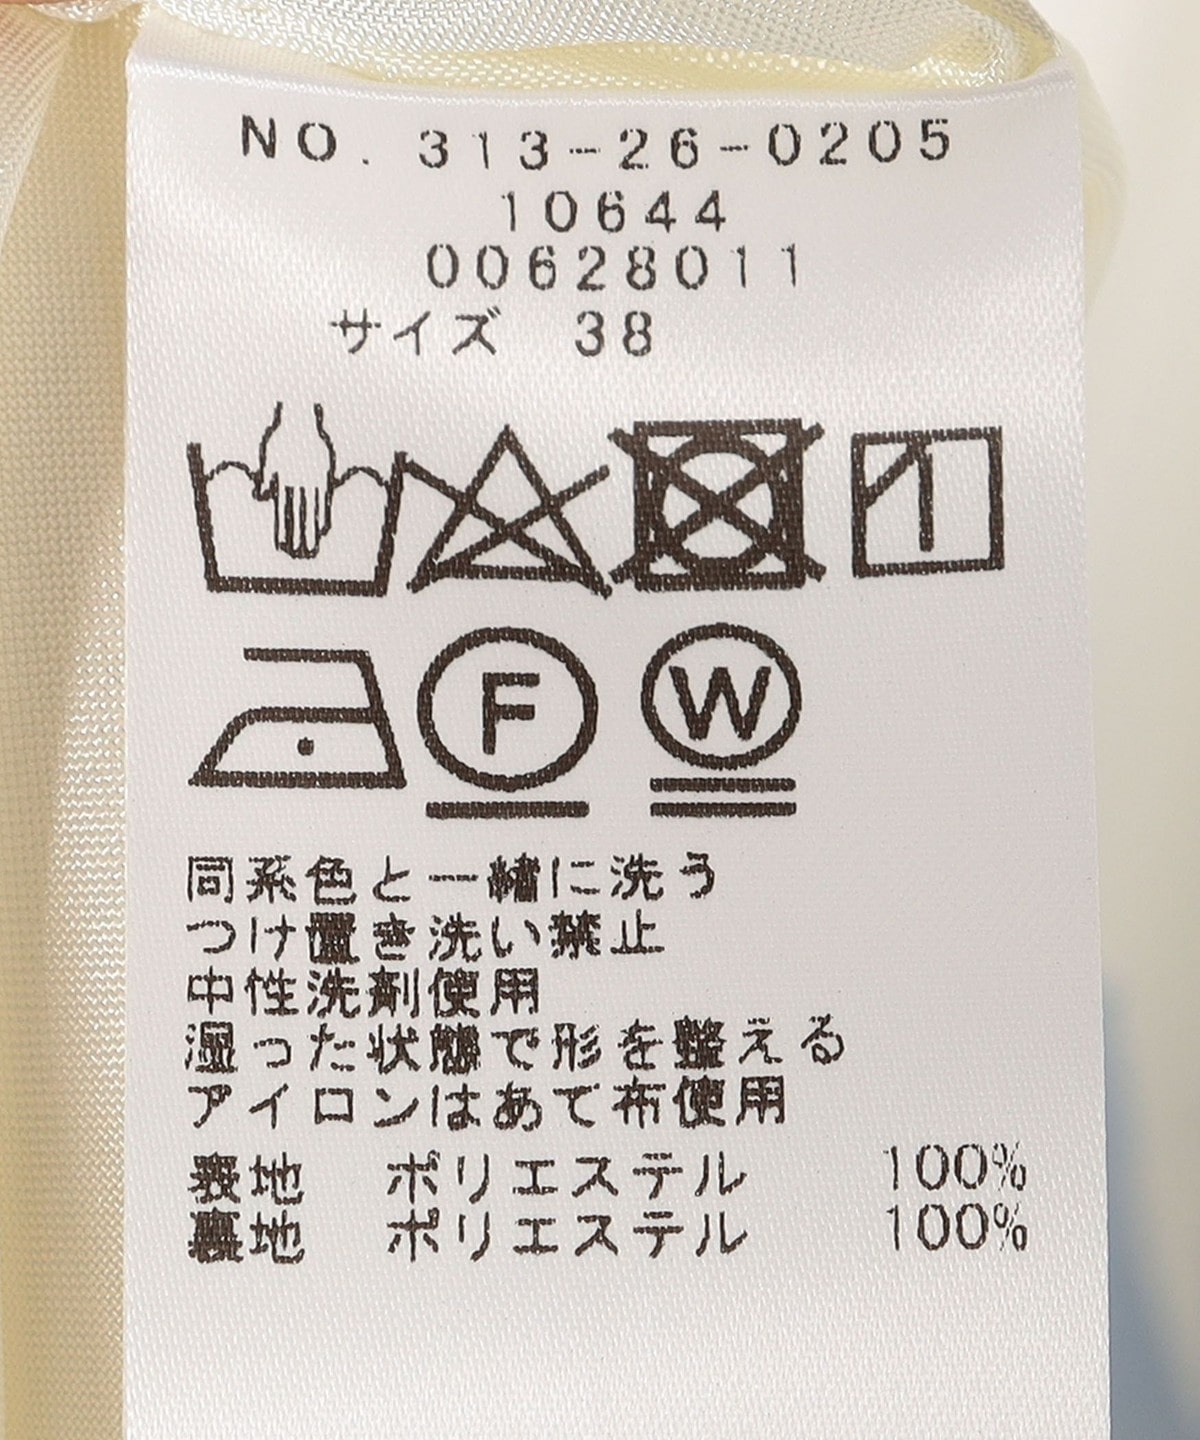 NO. 313-26-0205
10644
00628011
サイズ 38
F W
同系色と一緒に洗う
つけ置き洗い禁止
中性洗剤使用
湿った状態で形を整える
アイロンはあて布使用
表地 ポリエステル 100%
裏地 ポリエステル 100%